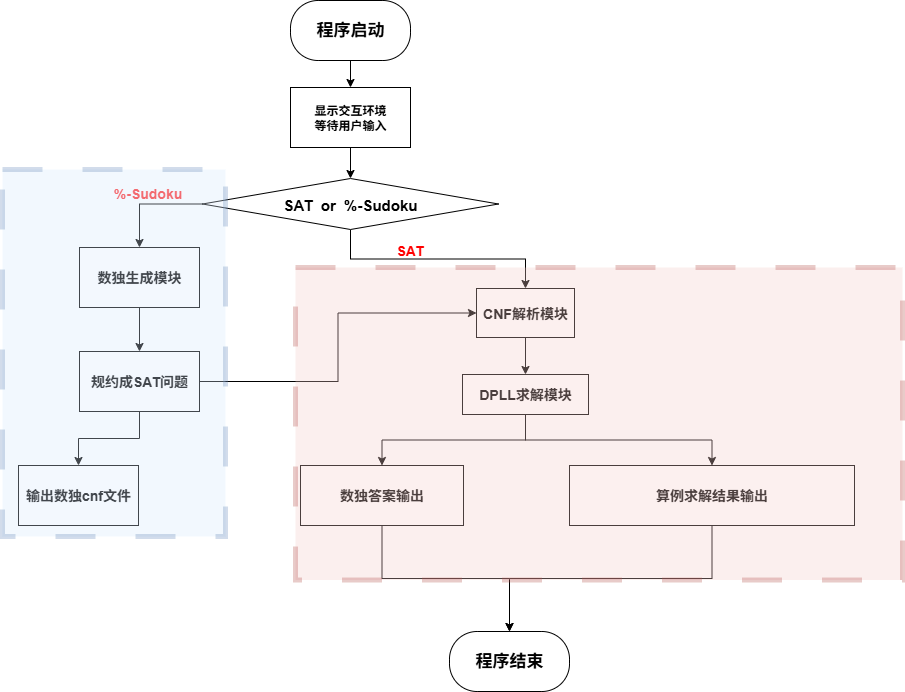 程序启动
显示交互环境
等待用户输入
%-Sudoku
SAT or %-Sudoku
SAT
数独生成模块
CNF解析模块
规约成SAT问题
DPLL求解模块
输出数独cnf文件
数独答案输出
算例求解结果输出
程序结束